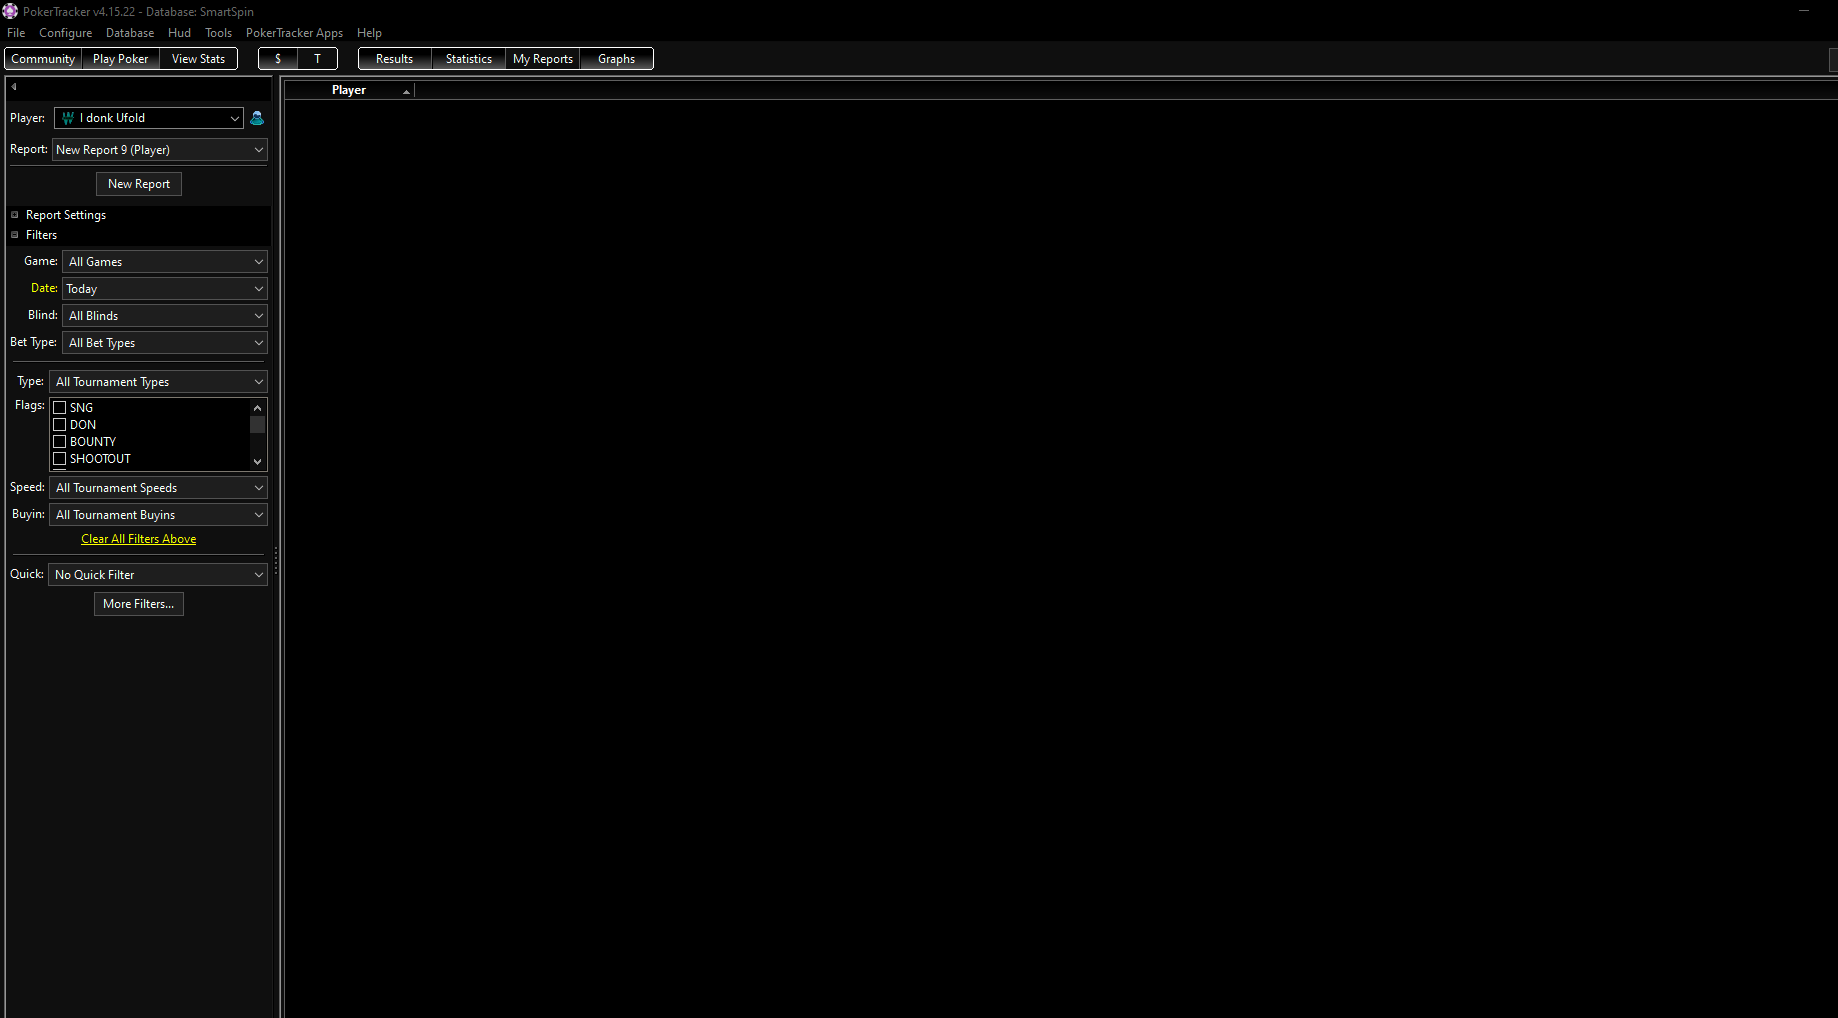 PokerTracker v4.15.22 - Database: SmartSpin
File Configure Database Hud Tools PokerTracker Apps Help
Community Play Poker View Stats $ T Results Statistics My Reports Graphs
Player
Player: I donk Ufold
Report: New Report 9 (Player)
New Report
Report Settings
Filters
Game: All Games
Date: Today
Blind: All Blinds
Bet Type: All Bet Types
Type: All Tournament Types
Flags: SNG
DON
BOUNTY
SHOOTOUT
Speed: All Tournament Speeds
Buyin: All Tournament Buyins
Clear All Filters Above
Quick: No Quick Filter
More Filters...